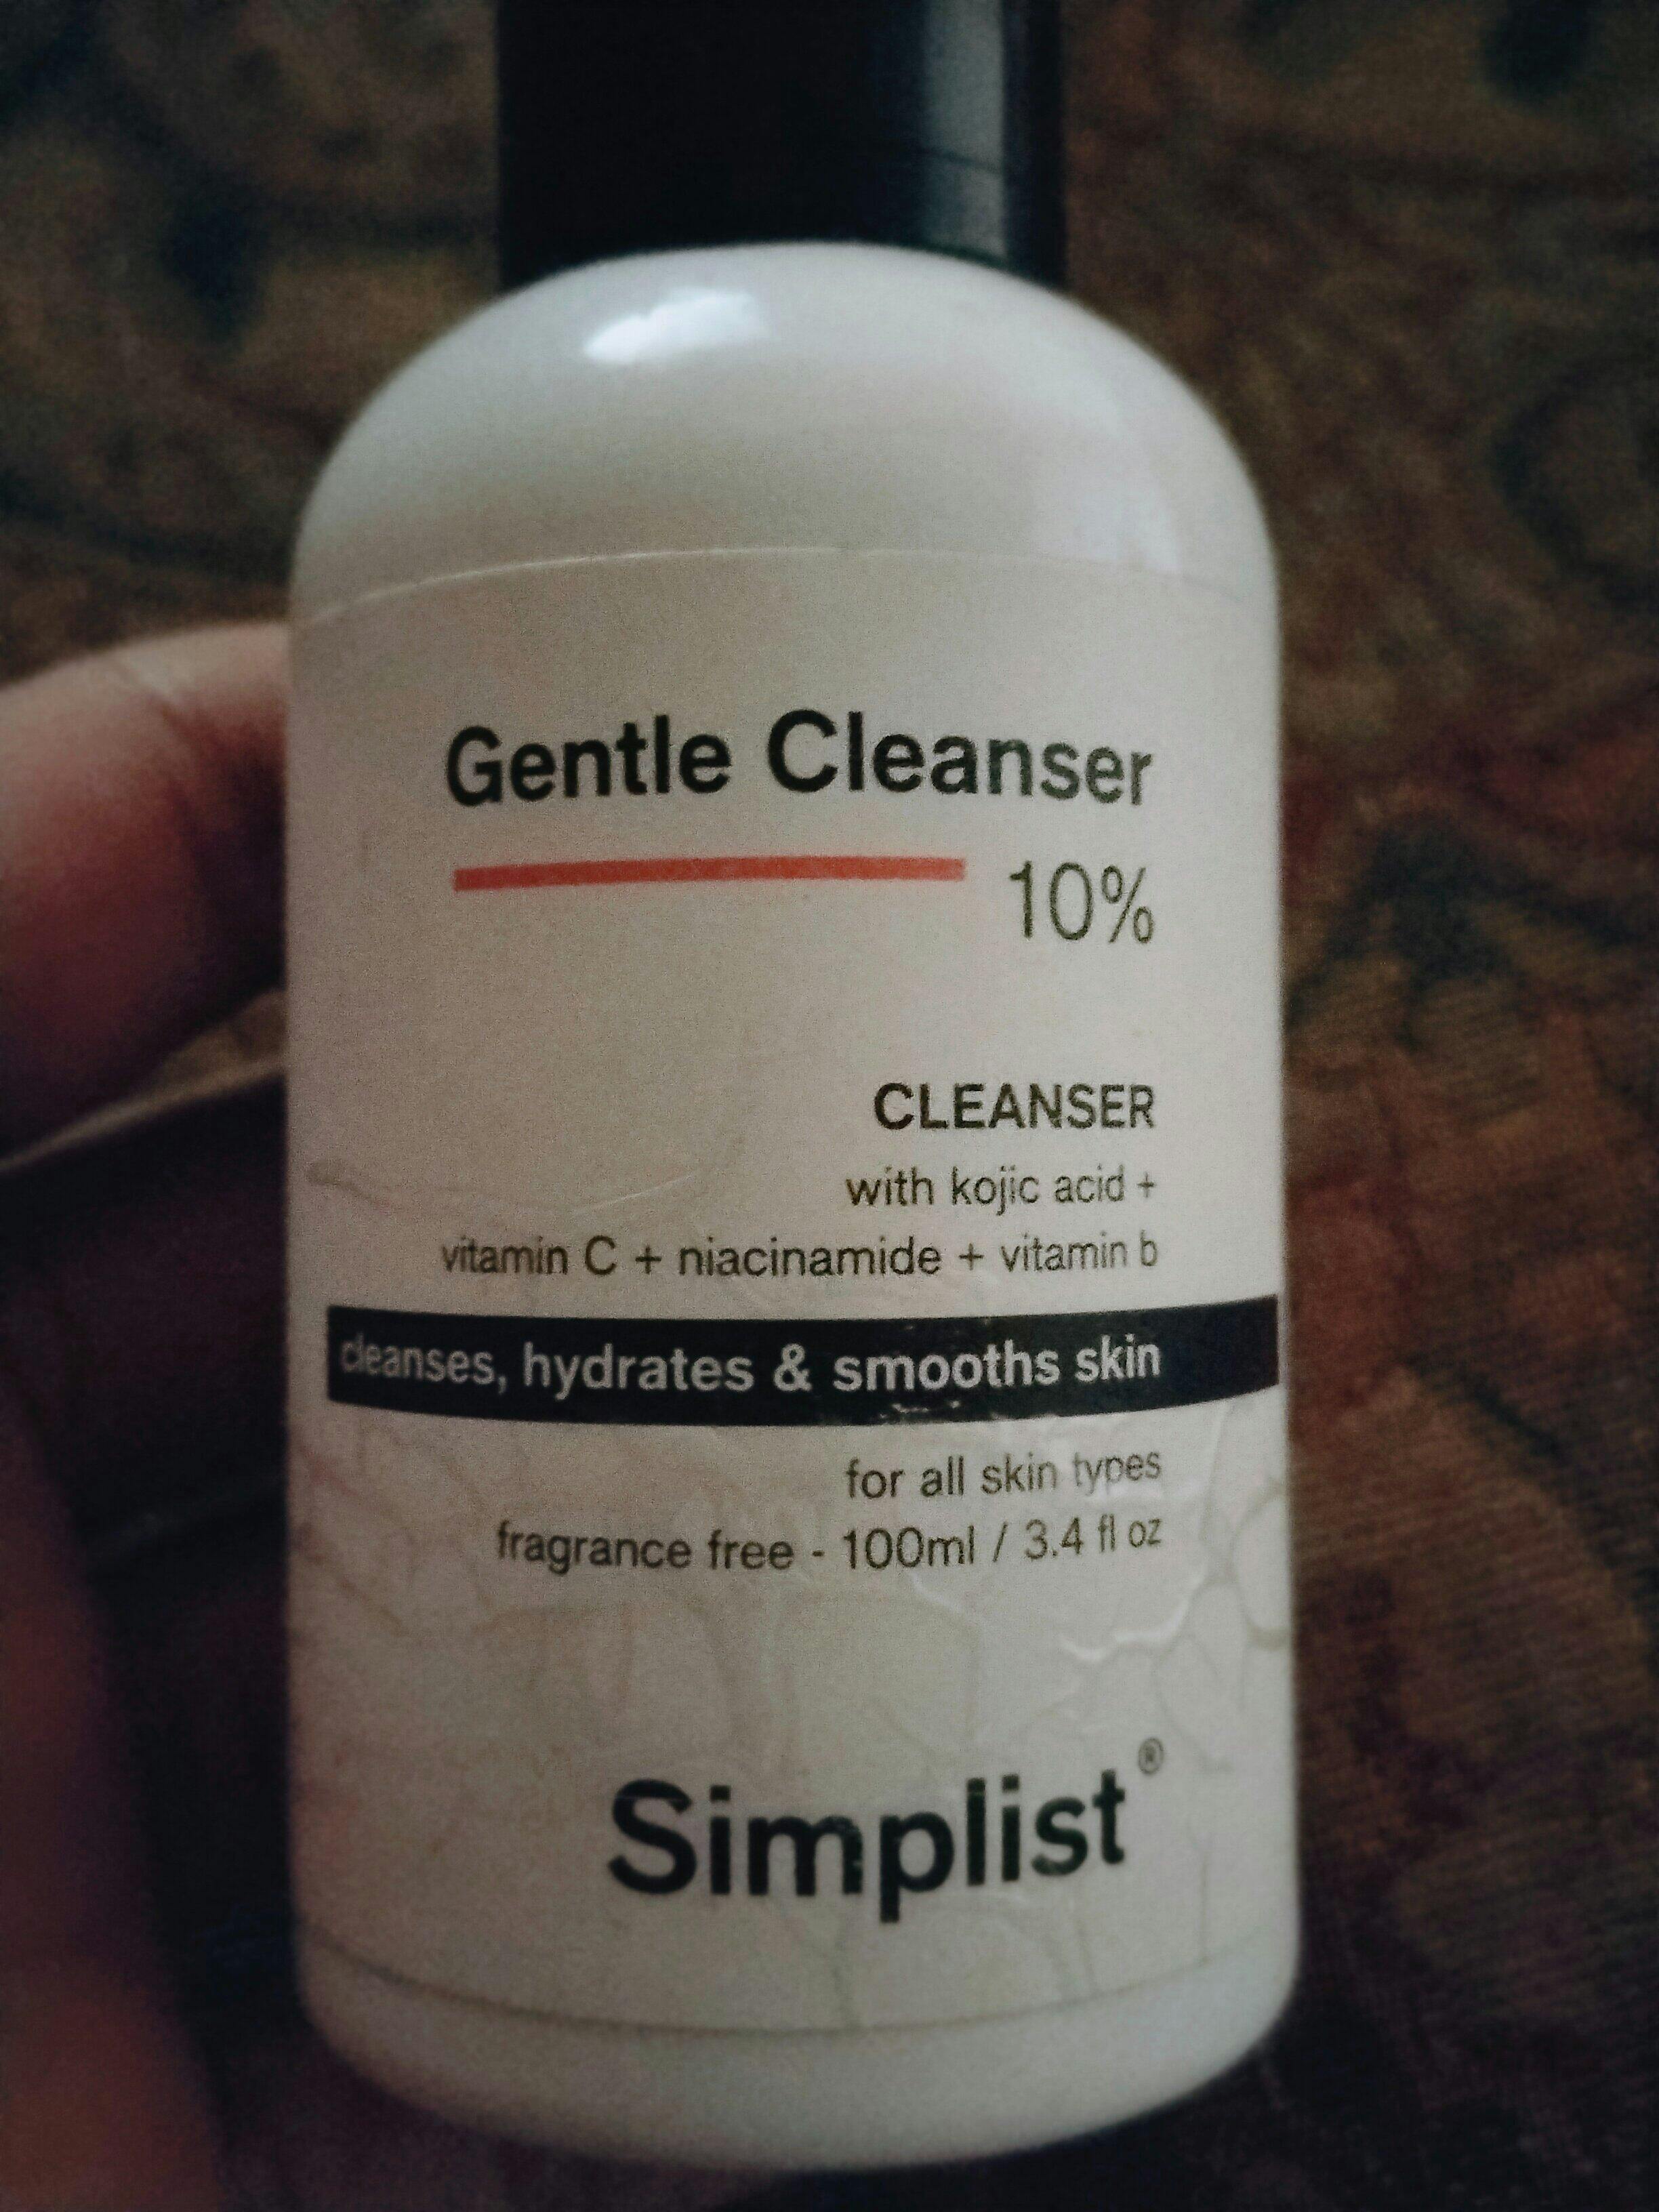 Gentle Cleanser
10%
CLEANSER
with kojic acid +
vitamin C + niacinamide + vitamin b
cleanses, hydrates & smooths skin
for all skin types
fragrance free - 100ml / 3.4 fl oz
Simplist®